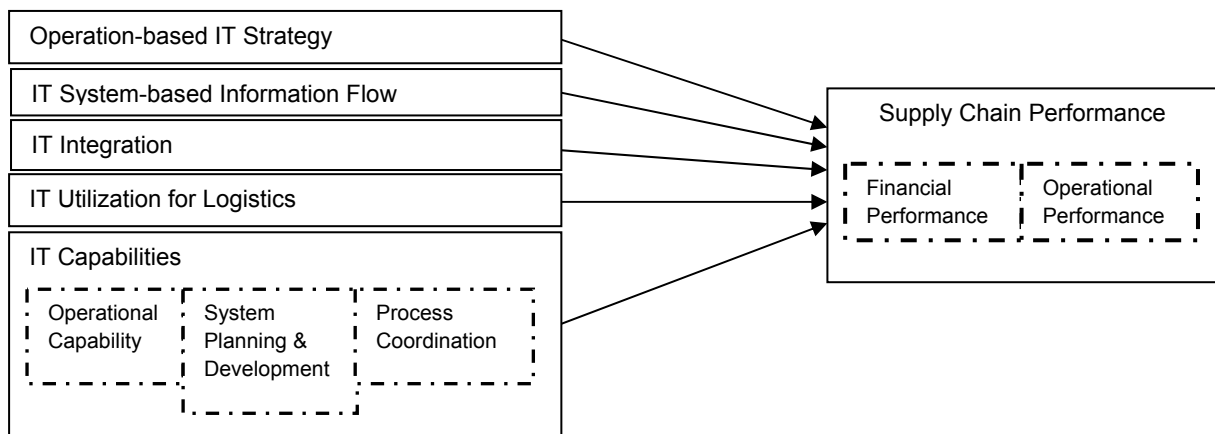 Operation-based IT Strategy
IT System-based Information Flow
IT Integration
IT Utilization for Logistics
IT Capabilities
Operational
Capability
System
Planning &
Development
Process
Coordination
Supply Chain Performance
Financial
Performance
Operational
Performance